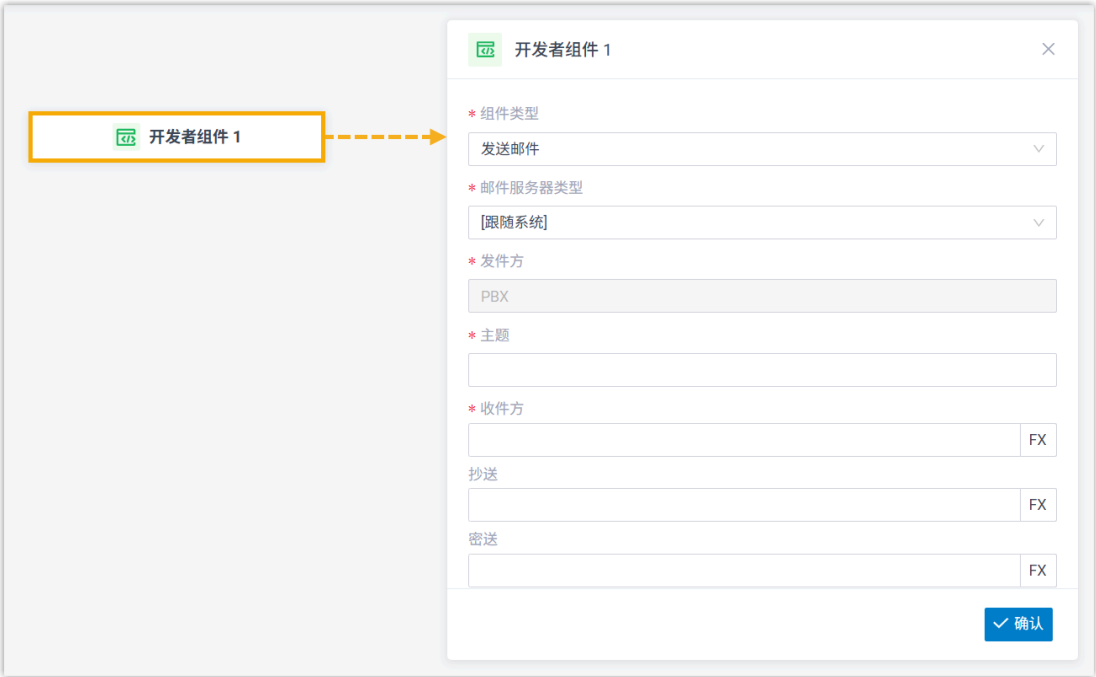 开发者组件 1
开发者组件 1
* 组件类型
发送邮件
* 邮件服务器类型
[跟随系统]
* 发件方
PBX
* 主题
* 收件方
FX
抄送
FX
密送
FX
确认